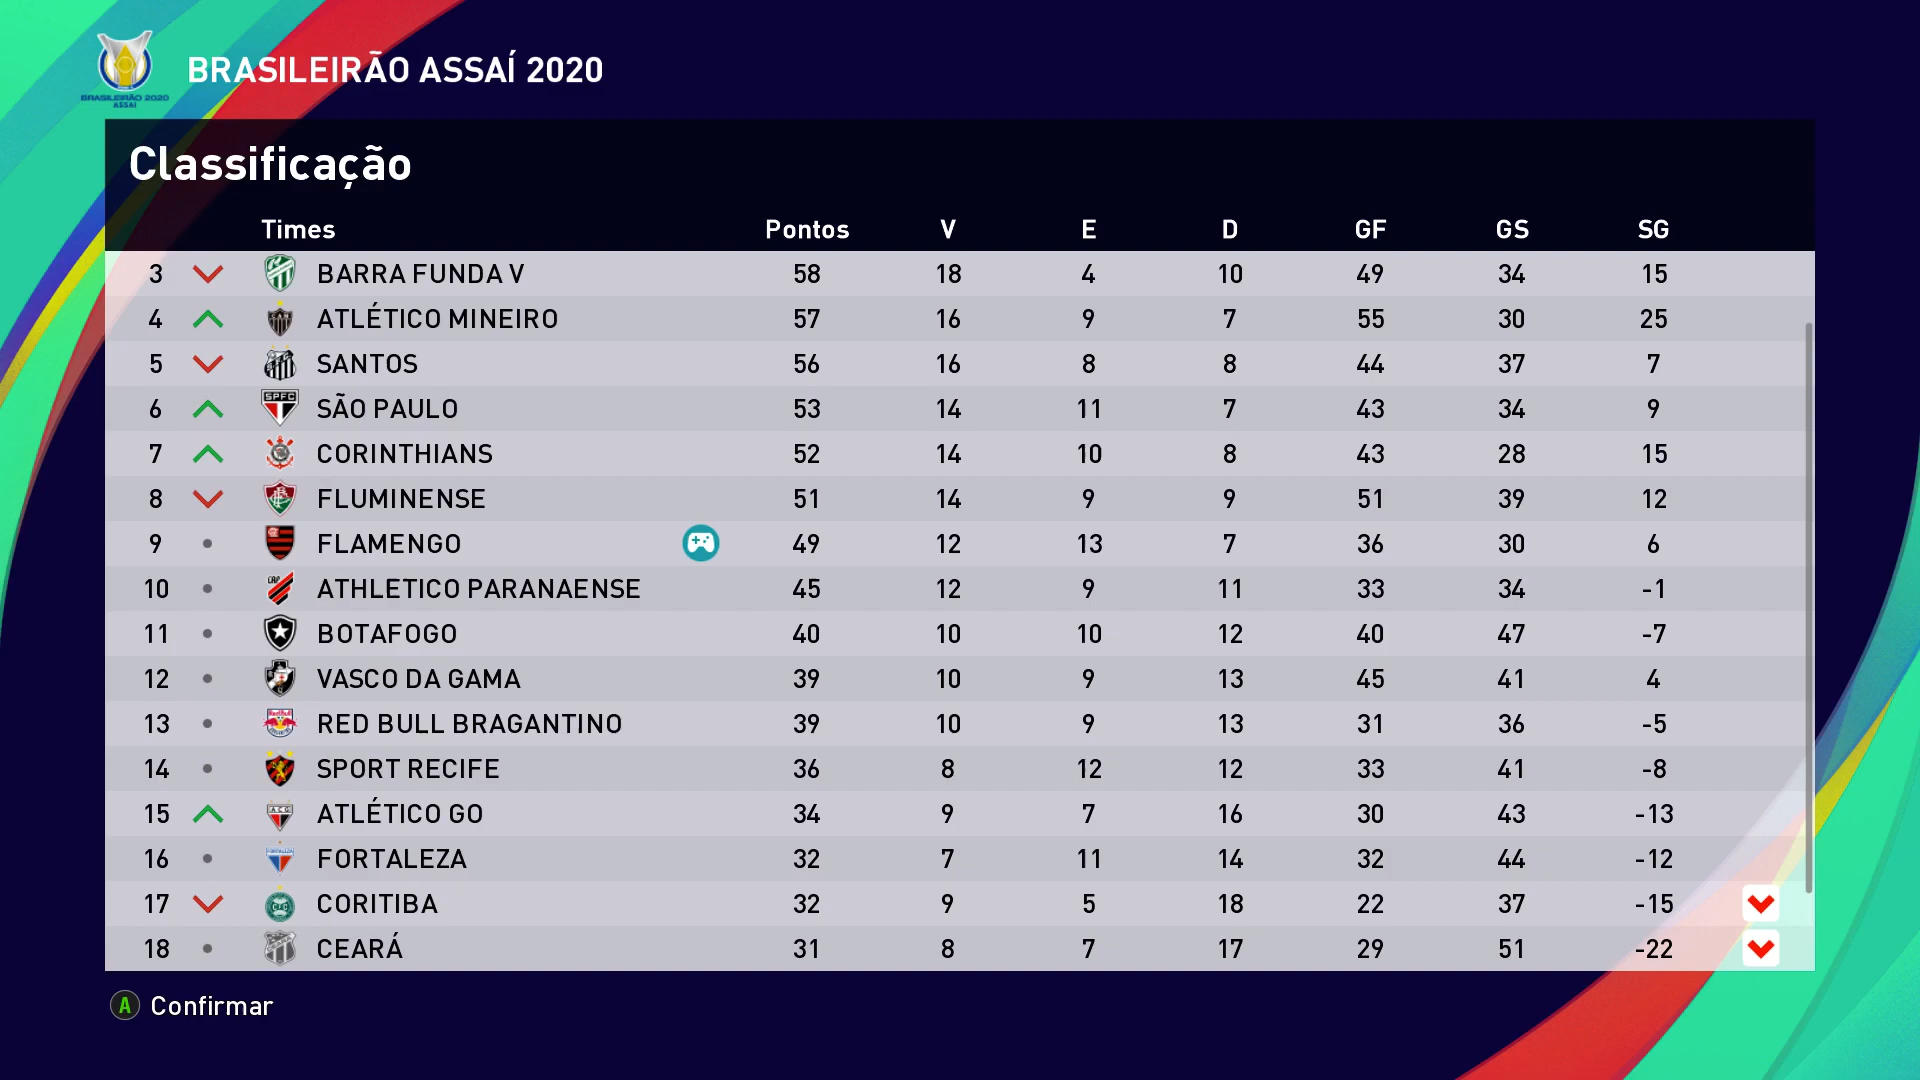 BRASILEIRÃO 2020
ASSAÍ
BRASILEIRÃO ASSAÍ 2020
Classificação
Times Pontos V E D GF GS SG
3 BARRA FUNDA V 58 18 4 10 49 34 15
4 ATLÉTICO MINEIRO 57 16 9 7 55 30 25
5 SANTOS 56 16 8 8 44 37 7
6 SPFC SÃO PAULO 53 14 11 7 43 34 9
7 CORINTHIANS 52 14 10 8 43 28 15
8 FLUMINENSE 51 14 9 9 51 39 12
9 FLAMENGO 49 12 13 7 36 30 6
10 CAP ATHLETICO PARANAENSE 45 12 9 11 33 34 -1
11 BOTAFOGO 40 10 10 12 40 47 -7
12 VASCO DA GAMA 39 10 9 13 45 41 4
13 RED BULL BRAGANTINO 39 10 9 13 31 36 -5
14 SPORT RECIFE 36 8 12 12 33 41 -8
15 ACG ATLÉTICO GO 34 9 7 16 30 43 -13
16 FORTALEZA 32 7 11 14 32 44 -12
17 CORITIBA 32 9 5 18 22 37 -15
18 CEARÁ 31 8 7 17 29 51 -22
A Confirmar